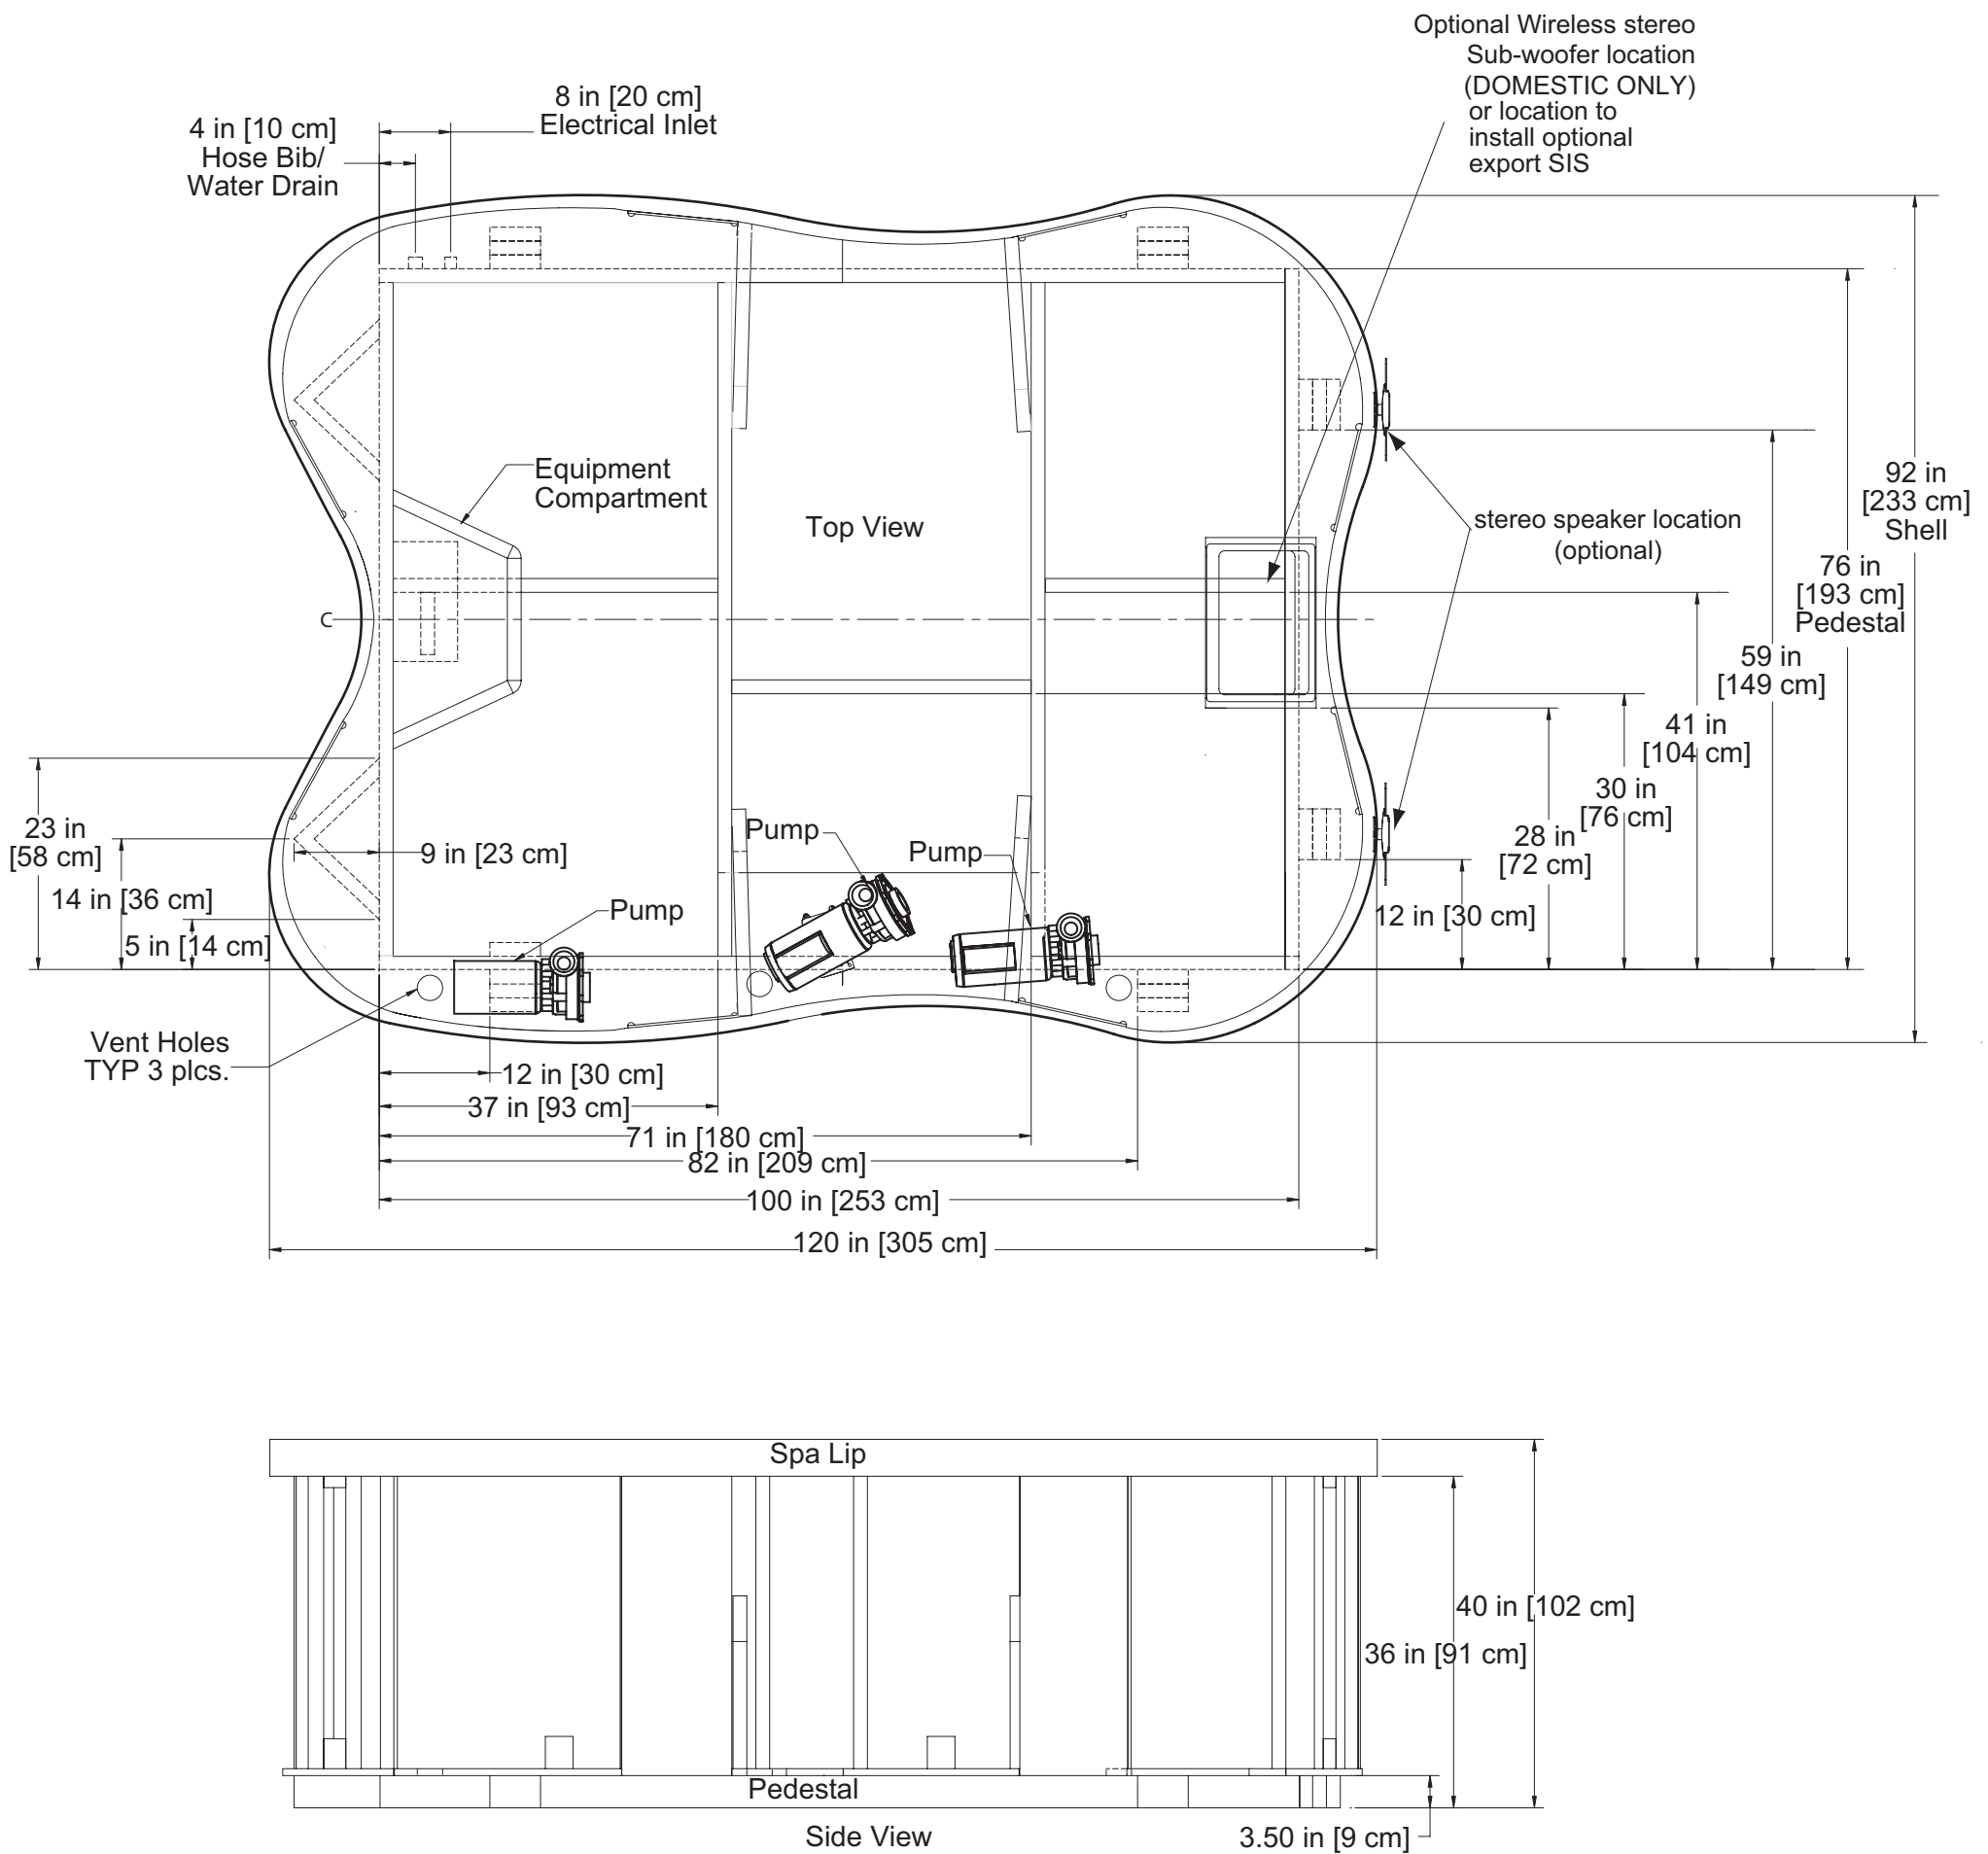 Optional Wireless stereo
Sub-woofer location
(DOMESTIC ONLY)
or location to
install optional
export SIS
8 in [20 cm]
Electrical Inlet
4 in [10 cm]
Hose Bib/
Water Drain
Equipment
Compartment
Top View
stereo speaker location
(optional)
92 in
[233 cm]
Shell
76 in
[193 cm]
Pedestal
C
59 in
[149 cm]
41 in
[104 cm]
30 in
[76 cm]
28 in
[72 cm]
12 in [30 cm]
23 in
[58 cm]
9 in [23 cm]
14 in [36 cm]
5 in [14 cm]
Pump
Pump
Pump
Vent Holes
TYP 3 plcs.
12 in [30 cm]
37 in [93 cm]
71 in [180 cm]
82 in [209 cm]
100 in [253 cm]
120 in [305 cm]
Spa Lip
40 in [102 cm]
36 in [91 cm]
Pedestal
Side View
3.50 in [9 cm]